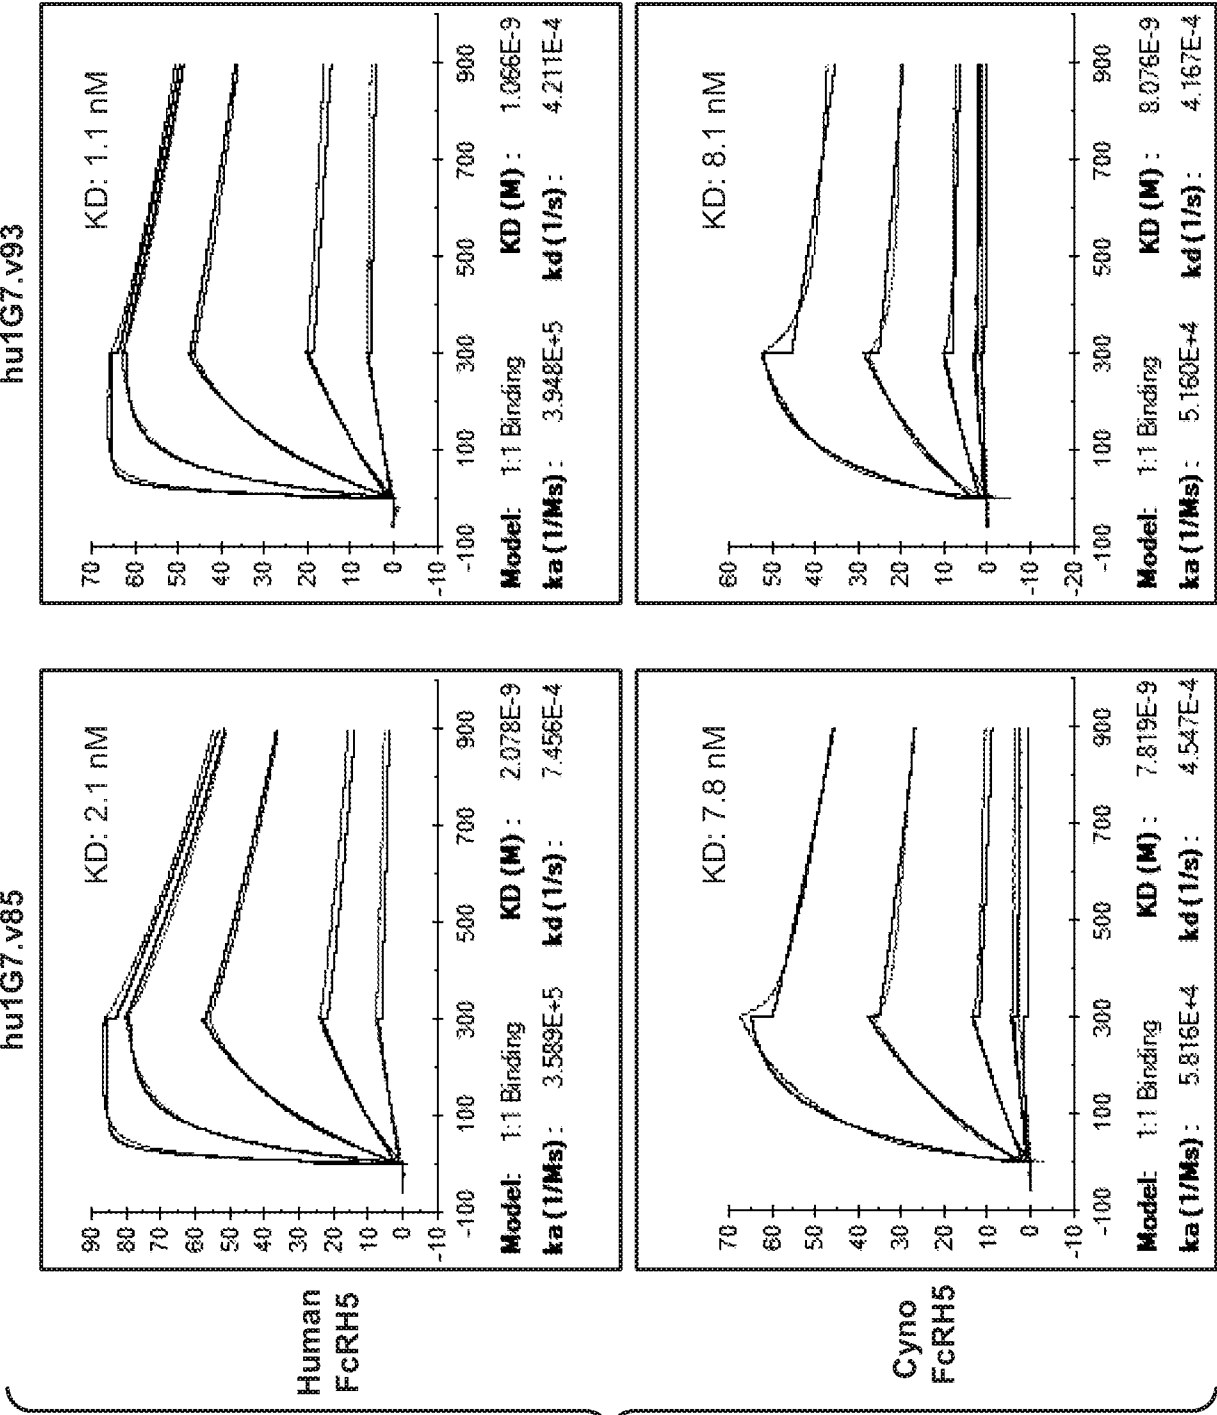 hu1G7.v85
hu1G7.v93
Human
FcRH5
KD: 2.1 nM
90
80
70
60
50
40
30
20
10
0
-10
-100 100 300 500 700 900
Model: 1:1 Binding KD (M) : 2.078E-9
ka (1/Ms) : 3.589E+5 kd (1/s) : 7.456E-4
KD: 1.1 nM
70
60
50
40
30
20
10
0
-10
-100 100 300 500 700 900
Model: 1:1 Binding KD (M) : 1.066E-9
ka (1/Ms) : 3.948E+5 kd (1/s) : 4.211E-4
Cyno
FcRH5
KD: 7.8 nM
70
60
50
40
30
20
10
0
-10
-100 100 300 500 700 900
Model: 1:1 Binding KD (M) : 7.819E-9
ka (1/Ms) : 5.816E+4 kd (1/s) : 4.547E-4
KD: 8.1 nM
60
50
40
30
20
10
0
-10
-20
-100 100 300 500 700 900
Model: 1:1 Binding KD (M) : 8.076E-9
ka (1/Ms) : 5.160E+4 kd (1/s) : 4.167E-4